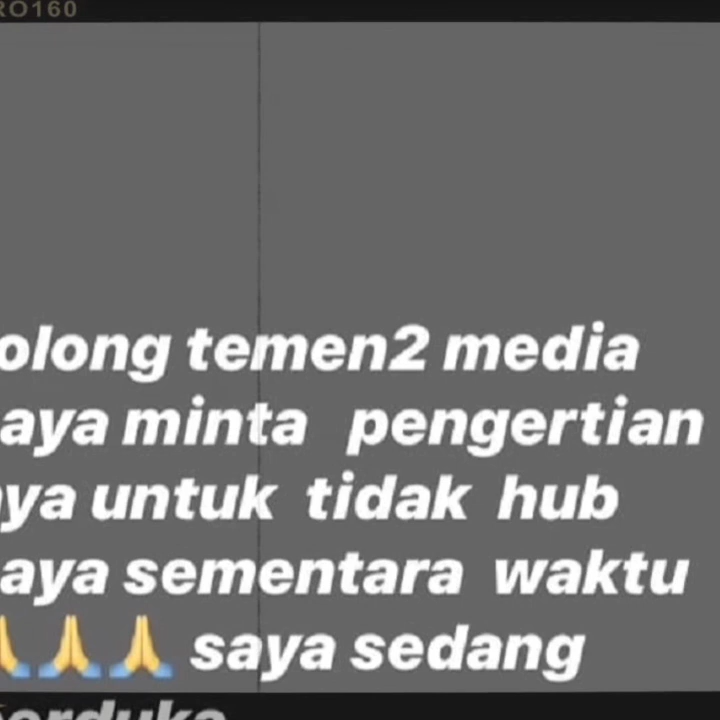 RO160
olong temen2 media
aya minta pengertian
ya untuk tidak hub
aya sementara waktu
🙏🙏🙏 saya sedang